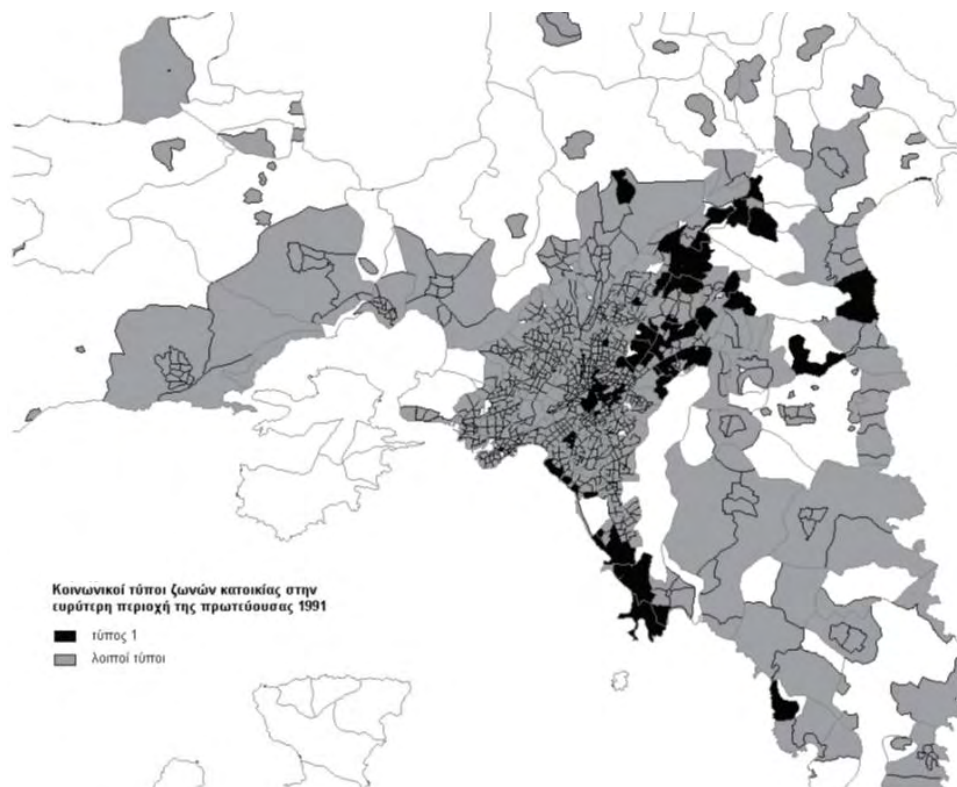 Κοινωνικοί τύποι ζωνών κατοικίας στην
ευρύτερη περιοχή της πρωτεύουσας 1991
τύπος 1
λοιποί τύποι